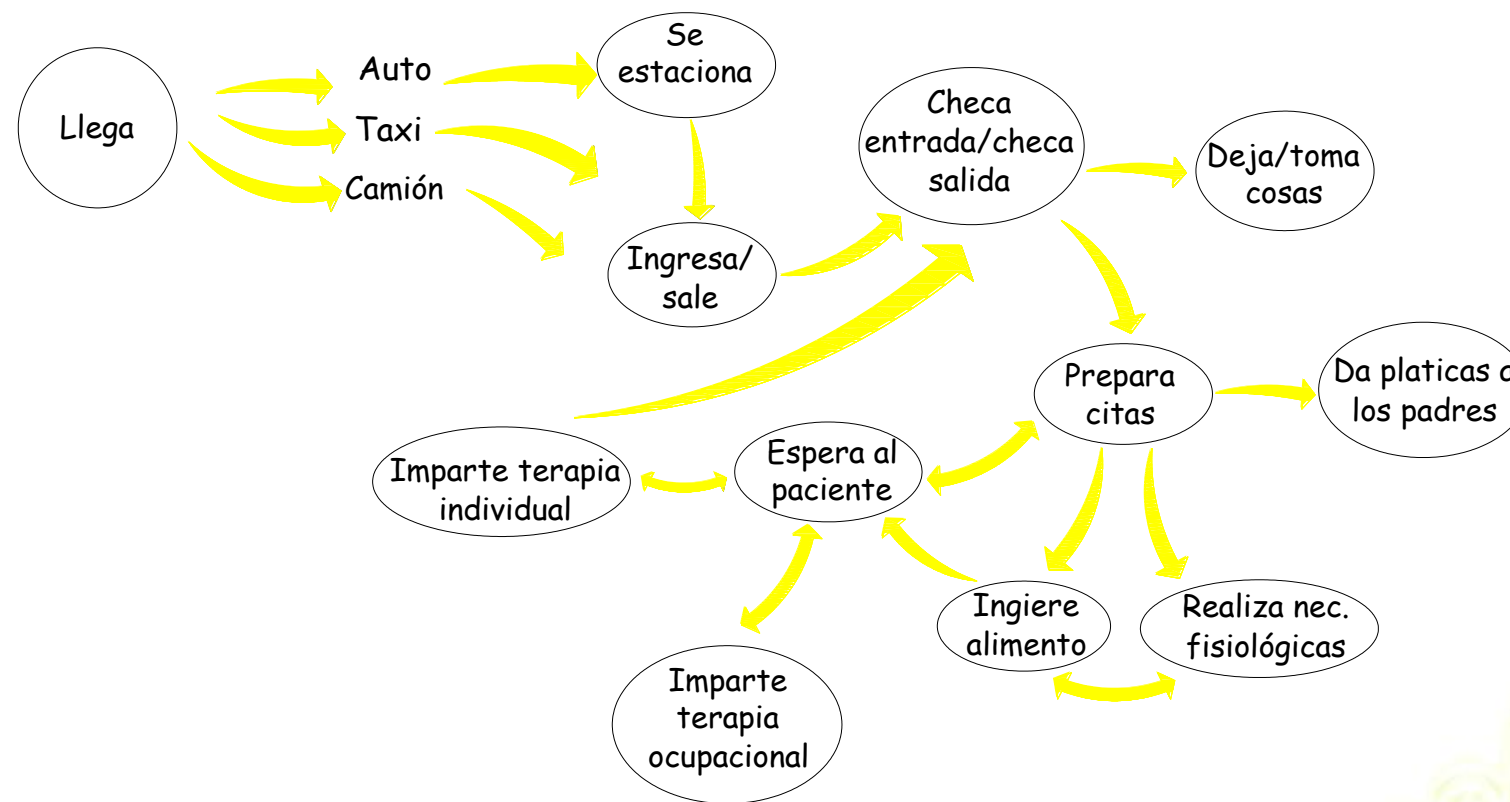 Llega
Auto
Taxi
Camión
Se
estaciona
Ingresa/
sale
Checa
entrada/checa
salida
Deja/toma
cosas
Prepara
citas
Da platicas
los padres
Espera al
paciente
Imparte terapia
individual
Ingiere
alimento
Realiza nec.
fisiológicas
Imparte
terapia
ocupacional